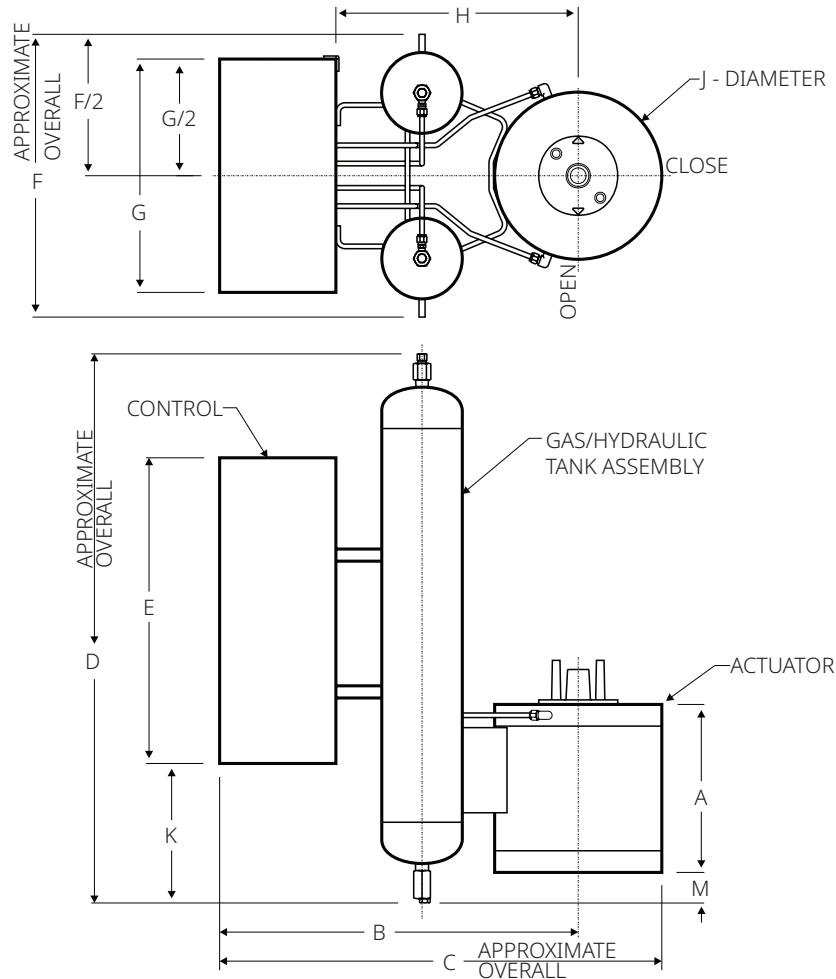 H
APPROXIMATE
OVERALL
F/2
G/2
J - DIAMETER
CLOSE
F
G
OPEN
CONTROL
APPROXIMATE
OVERALL
GAS/HYDRAULIC
TANK ASSEMBLY
E
D
ACTUATOR
A
K
M
B
C APPROXIMATE
OVERALL